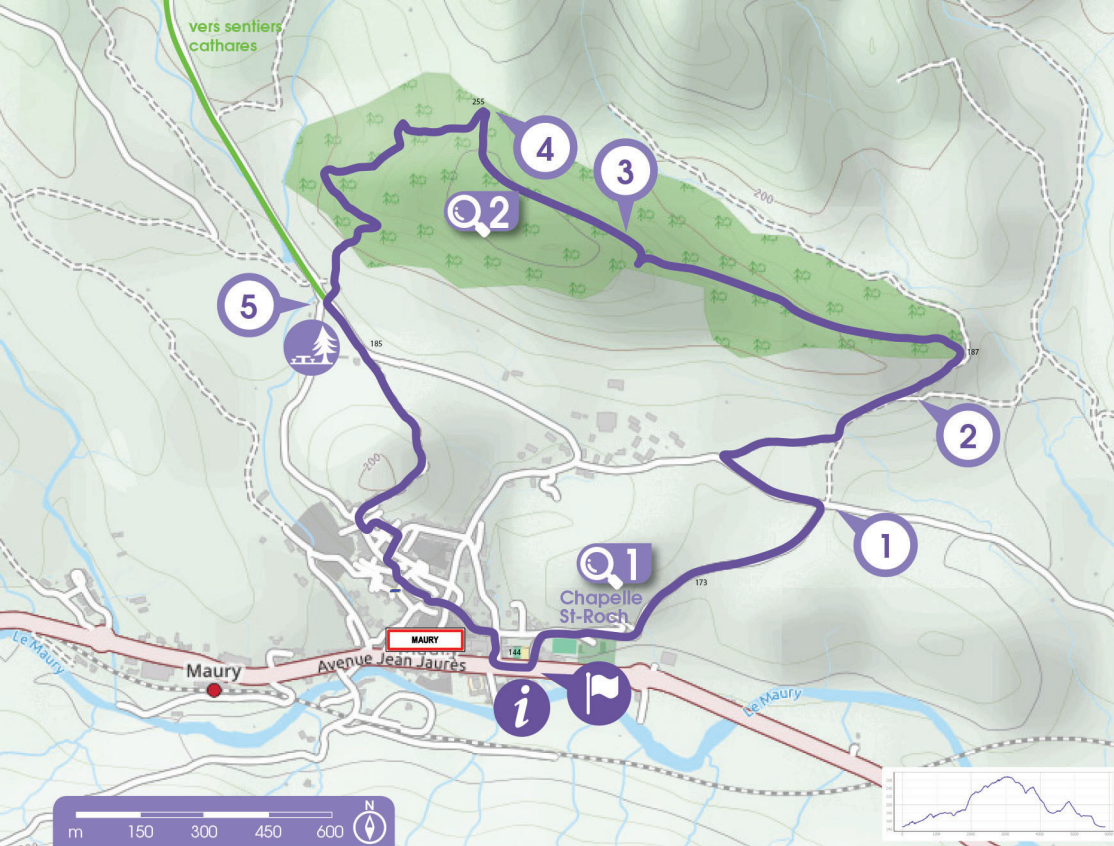 vers sentiers
cathares
255
4
3
200
2
5
185
187
2
200
1
1
Chapelle
St-Roch
173
MAURY
144
Maury
Avenue Jean Jaurès
Le Maury
Le Maury
i
N
m 150 300 450 600